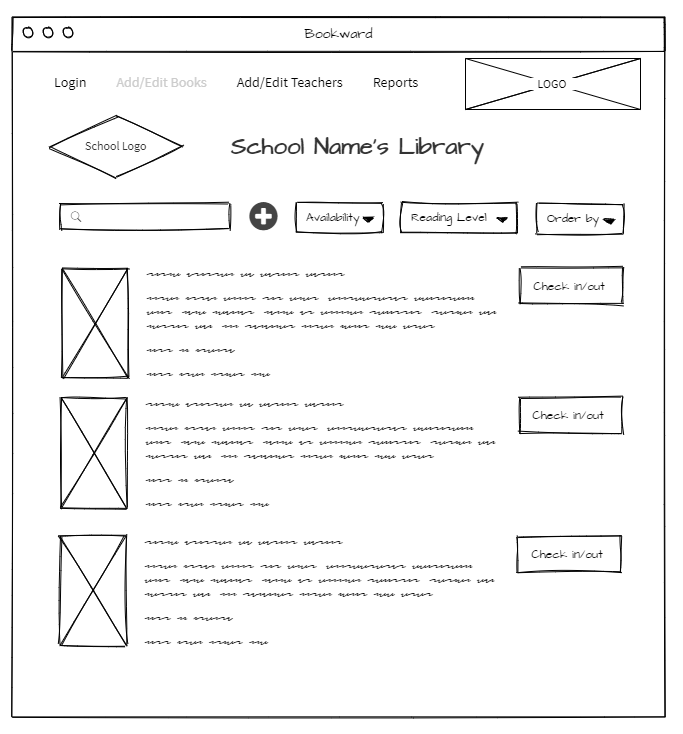 Bookward
Login Add/Edit Books Add/Edit Teachers Reports LOGO
School Logo School Name's Library
Availability Reading Level Order by
Check in/out
Check in/out
Check in/out